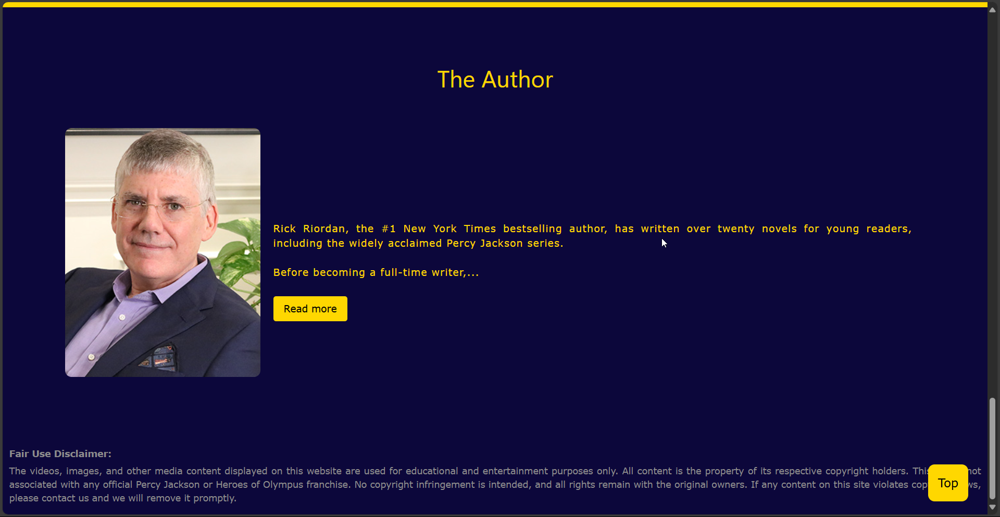 The Author
Rick Riordan, the #1 New York Times bestselling author, has written over twenty novels for young readers,
including the widely acclaimed Percy Jackson series.
Before becoming a full-time writer,...
Read more
Fair Use Disclaimer:
The videos, images, and other media content displayed on this website are used for educational and entertainment purposes only. All content is the property of its respective copyright holders. not
associated with any official Percy Jackson or Heroes of Olympus franchise. No copyright infringement is intended, and all rights remain with the original owners. If any content on this site violates
please contact us and we will remove it promptly.
Top